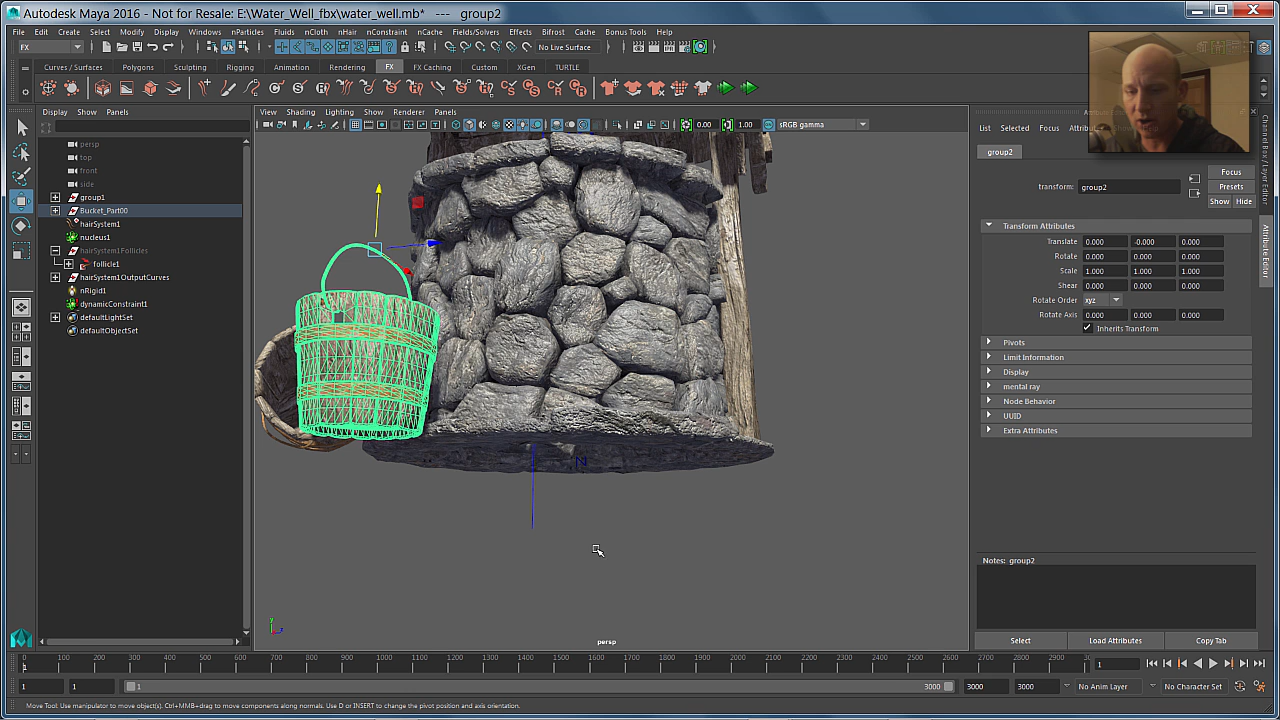 Autodesk Maya 2016 - Not for Resale: E:\Water_Well_fbx\water_well.mb* --- group2
File Edit Create Select Modify Display Windows nParticles Fluids nCloth nHair nConstraint nCache Fields/Solvers Effects Bifrost Cache Bonus Tools Help
FX No Live Surface
Curves / Surfaces Polygons Sculpting Rigging Animation Rendering FX FX Caching Custom XGen TURTLE
Display Show Panels
View Shading Lighting Show Renderer Panels
0.00 1.00 sRGB gamma
persp
top
front
side
group1
Bucket_Part00
hairSystem1
nucleus1
hairSystem1Follicles
follicle1
hairSystem1OutputCurves
nRigid1
dynamicConstraint1
defaultLightSet
defaultObjectSet
N
y
persp
List Selected Focus
group2
transform: group2
Focus
Presets
Show Hide
Transform Attributes
Translate 0.000 -0.000 0.000
Rotate 0.000 0.000 0.000
Scale 1.000 1.000 1.000
Shear 0.000 0.000 0.000
Rotate Order xyz
Rotate Axis 0.000 0.000 0.000
Inherits Transform
Pivots
Limit Information
Display
mental ray
Node Behavior
UUID
Extra Attributes
Notes: group2
Select Load Attributes Copy Tab
Channel Box / Layer Editor
Attribute Editor
0 100 200 300 400 500 600 700 800 900 1000 1100 1200 1300 1400 1500 1600 1700 1800 1900 2000 2100 2200 2300 2400 2500 2600 2700 2800 2900
1 1
1 1 1 3000 3000 3000 No Anim Layer No Character Set
Move Tool: Use manipulator to move object(s). Ctrl+MMB+drag to move components along normals. Use D or INSERT to change the pivot position and axis orientation.